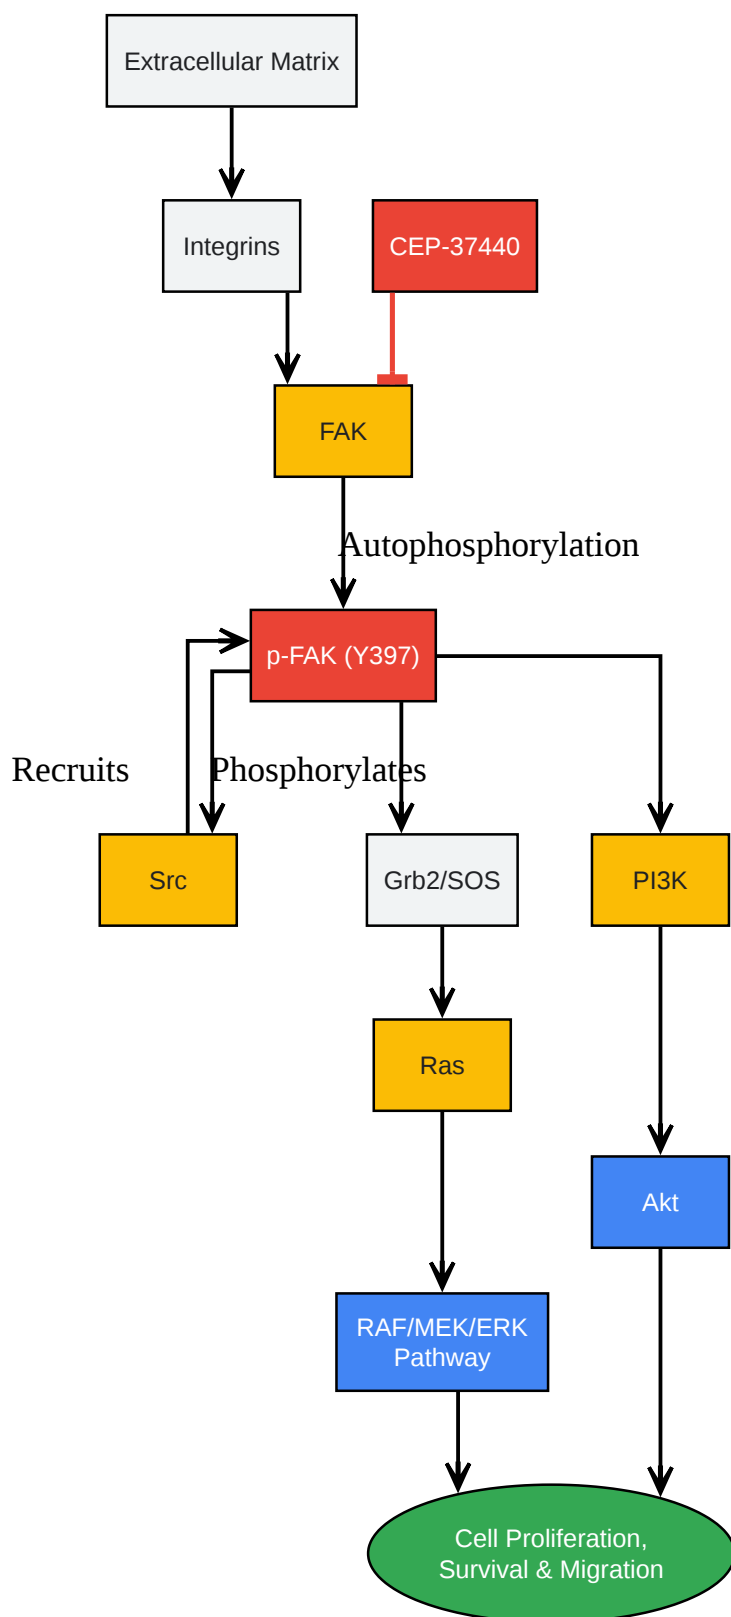 Extracellular Matrix
Integrins
CEP-37440
FAK
Autophosphorylation
p-FAK (Y397)
Recruits
Phosphorylates
Src
Grb2/SOS
PI3K
Ras
Akt
RAF/MEK/ERK
Pathway
Cell Proliferation,
Survival & Migration